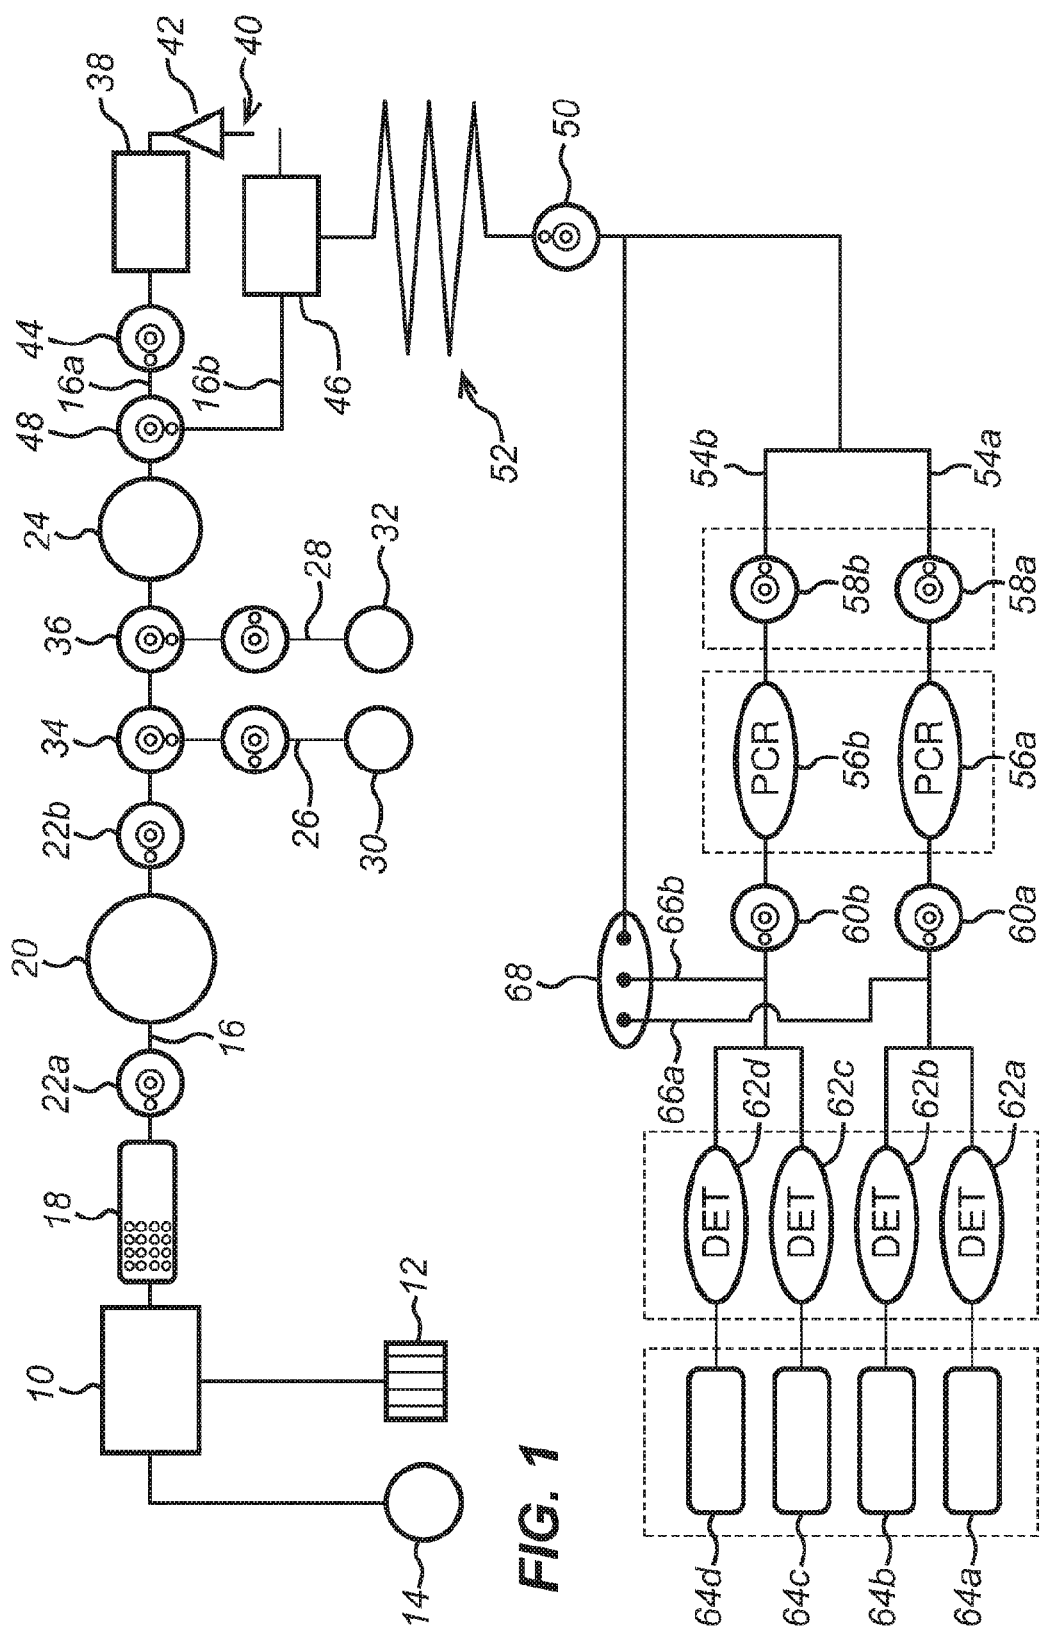 10
18
22a
16
20
22b
34
36
24
48
16a
44
38
42
40
14
12
30
26
28
32
16b
46
52
50
FIG. 1
68
66a
66b
54b
54a
64d
64c
64b
64a
DET
62d
DET
62c
DET
62b
DET
62a
60b
60a
PCR
56b
PCR
56a
58b
58a